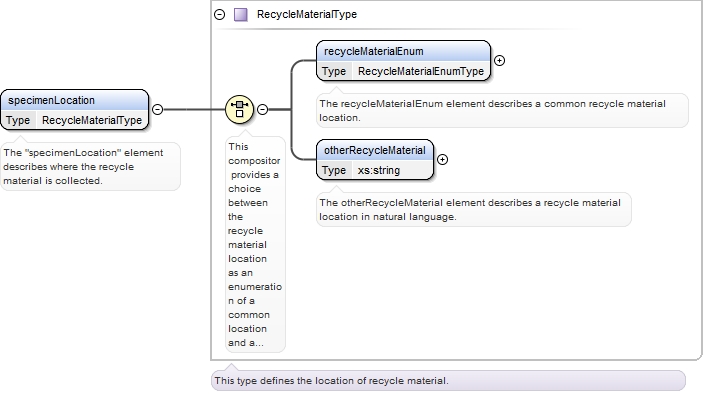 RecycleMaterialType
recycleMaterialEnum
Type RecycleMaterialEnumType
The recycleMaterialEnum element describes a common recycle material
location.
specimenLocation
Type RecycleMaterialType
The "specimenLocation" element
describes where the recycle
material is collected.
This
compositor
provides a
choice
between
the
recycle
material
location
as an
enumeratio
n of a
common
location
and a...
otherRecycleMaterial
Type xs:string
The otherRecycleMaterial element describes a recycle material
location in natural language.
This type defines the location of recycle material.